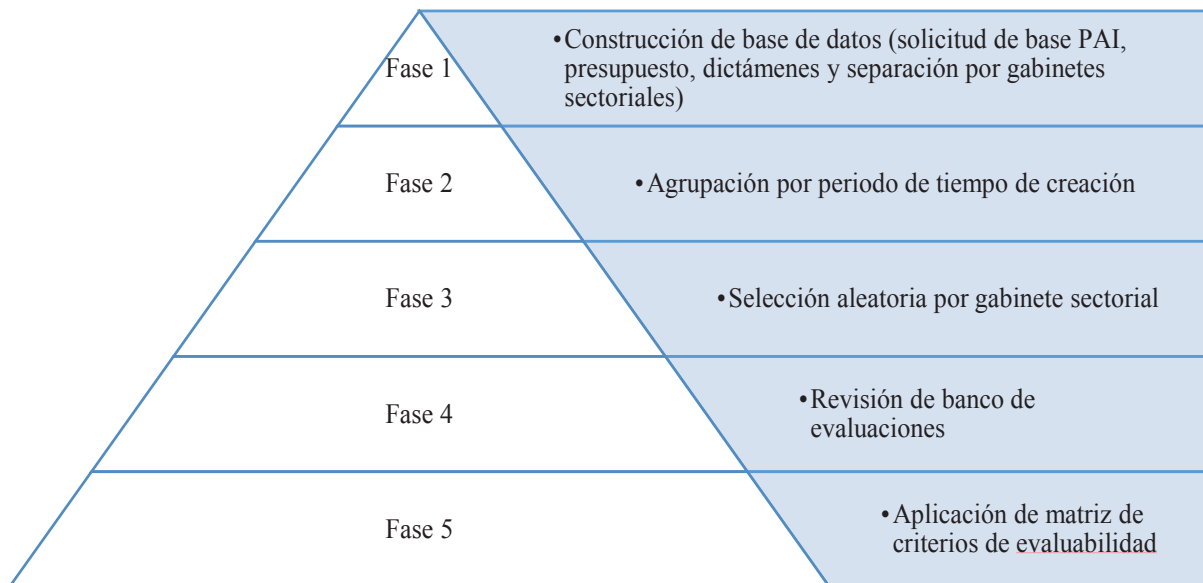 Fase 1
•Construcción de base de datos (solicitud de base PAI,
presupuesto, dictámenes y separación por gabinetes
sectoriales)
Fase 2
•Agrupación por periodo de tiempo de creación
Fase 3
•Selección aleatoria por gabinete sectorial
Fase 4
•Revisión de banco de
evaluaciones
Fase 5
•Aplicación de matriz de
criterios de evaluabilidad